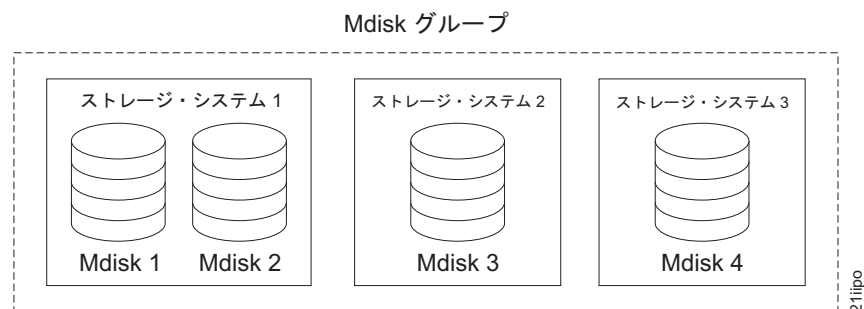 Mdisk グループ
ストレージ・システム 1
ストレージ・システム 2
ストレージ・システム 3
Mdisk 1
Mdisk 2
Mdisk 3
Mdisk 4
21iipo